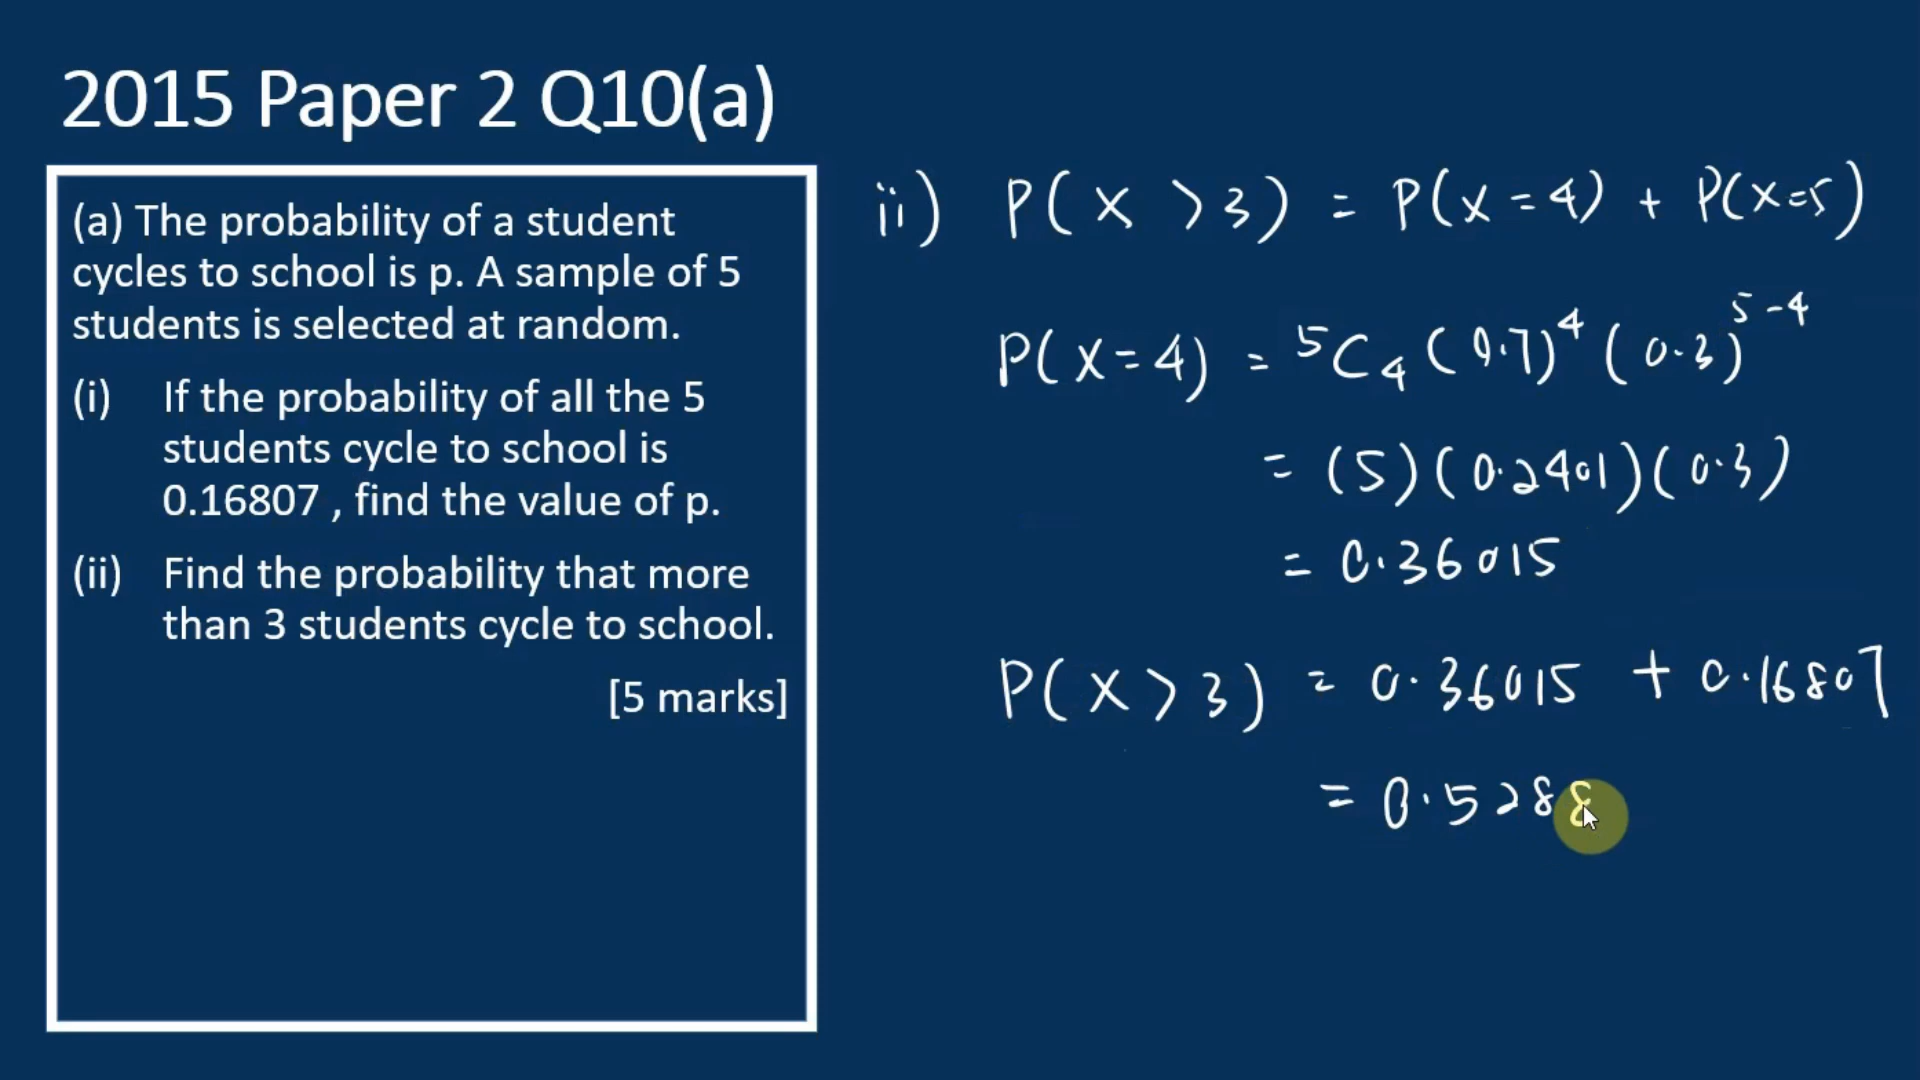 2015 Paper 2 Q10(a)
(a) The probability of a student
cycles to school is p. A sample of 5
students is selected at random.
(i) If the probability of all the 5
students cycle to school is
0.16807 , find the value of p.
(ii) Find the probability that more
than 3 students cycle to school.
[5 marks]
ii) P(X > 3) = P(X = 4) + P(X=5)
P(X=4) = ⁵C₄ (0.7)⁴ (0.3)⁵⁻⁴
= (5)(0.2401)(0.3)
= 0.36015
P(X > 3) = 0.36015 + 0.16807
= 0.5288